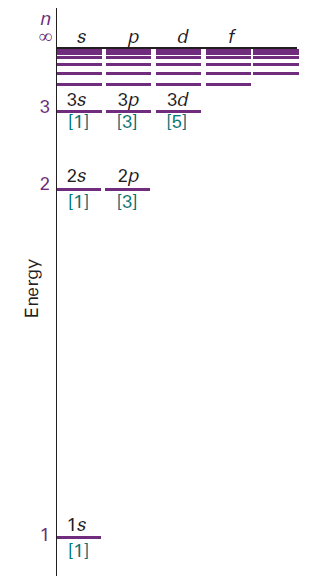 n
∞ s p d f
3 3s 3p 3d
[1] [3] [5]
2 2s 2p
[1] [3]
Energy
1 1s
[1]